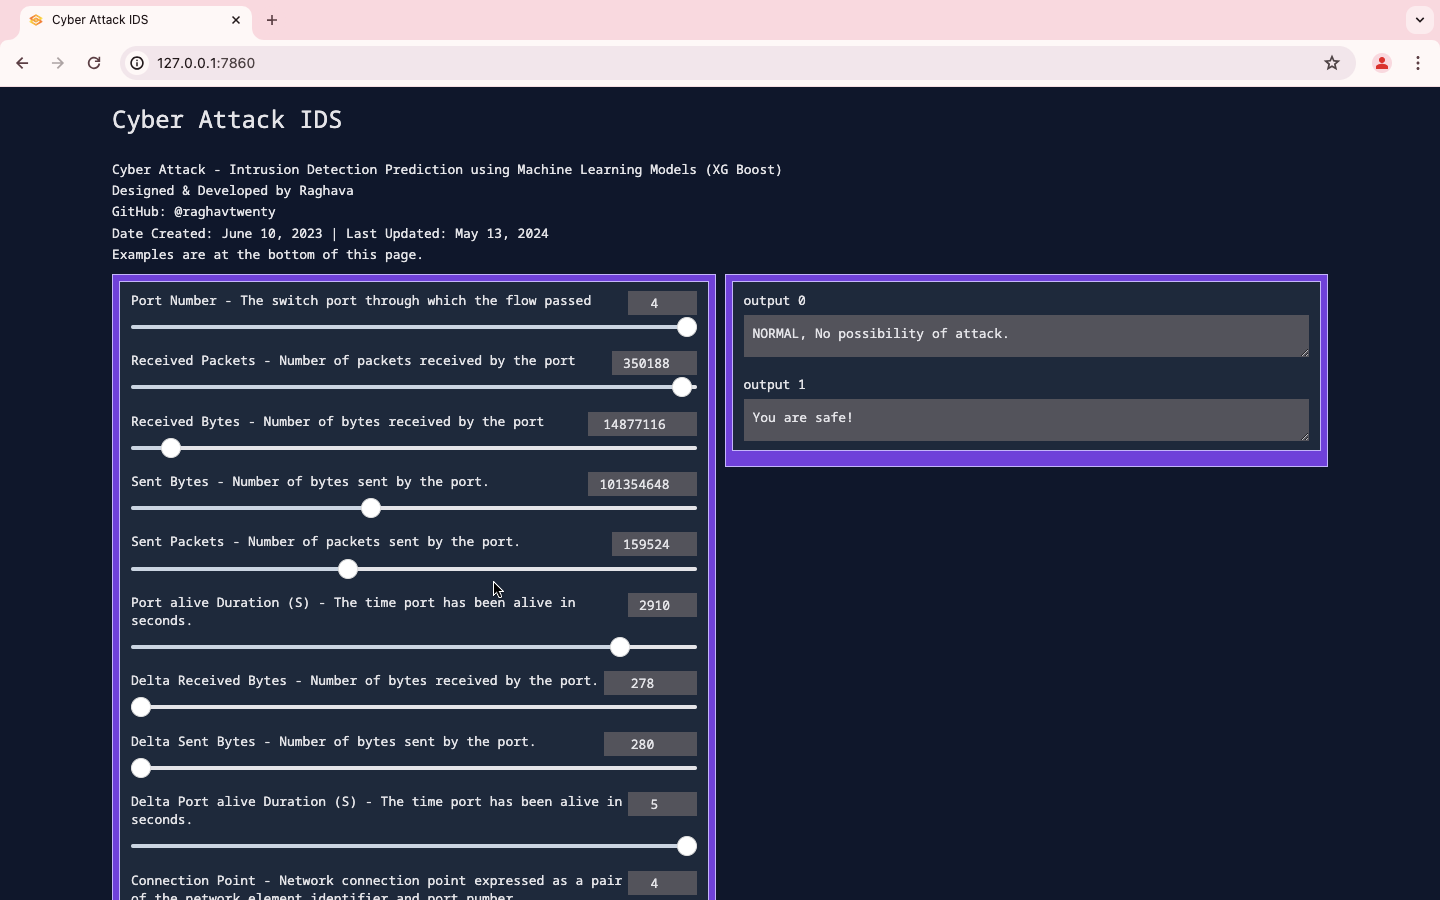 Cyber Attack IDS
127.0.0.1:7860
Cyber Attack IDS
Cyber Attack - Intrusion Detection Prediction using Machine Learning Models (XG Boost)
Designed & Developed by Raghava
GitHub: @raghavtwenty
Date Created: June 10, 2023 | Last Updated: May 13, 2024
Examples are at the bottom of this page.
Port Number - The switch port through which the flow passed
4
Received Packets - Number of packets received by the port
350188
Received Bytes - Number of bytes received by the port
14877116
Sent Bytes - Number of bytes sent by the port.
101354648
Sent Packets - Number of packets sent by the port.
159524
Port alive Duration (S) - The time port has been alive in
seconds.
2910
Delta Received Bytes - Number of bytes received by the port.
278
Delta Sent Bytes - Number of bytes sent by the port.
280
Delta Port alive Duration (S) - The time port has been alive in
seconds.
5
Connection Point - Network connection point expressed as a pair
of the network element identifier and port number
4
output 0
NORMAL, No possibility of attack.
output 1
You are safe!